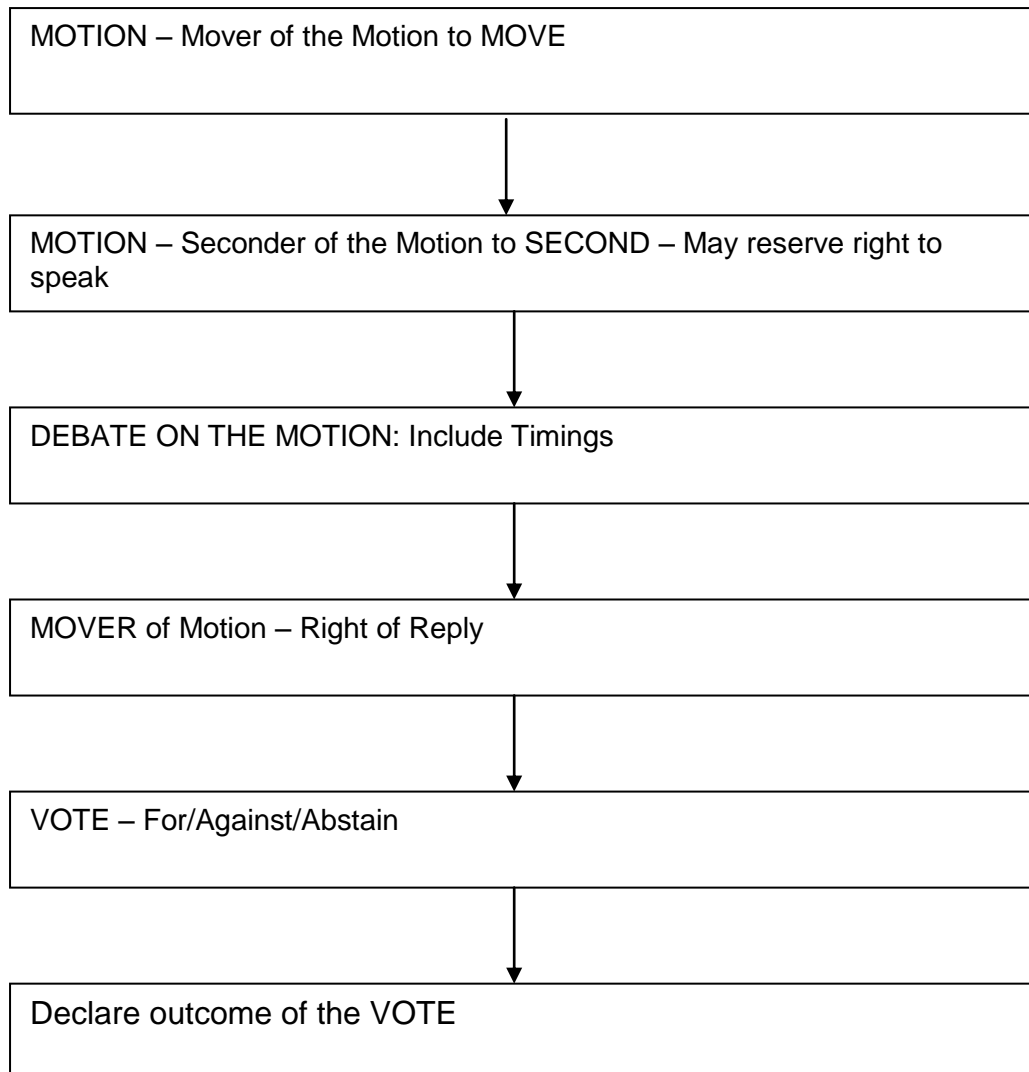 MOTION – Mover of the Motion to MOVE
MOTION – Seconder of the Motion to SECOND – May reserve right to
speak
DEBATE ON THE MOTION: Include Timings
MOVER of Motion – Right of Reply
VOTE – For/Against/Abstain
Declare outcome of the VOTE